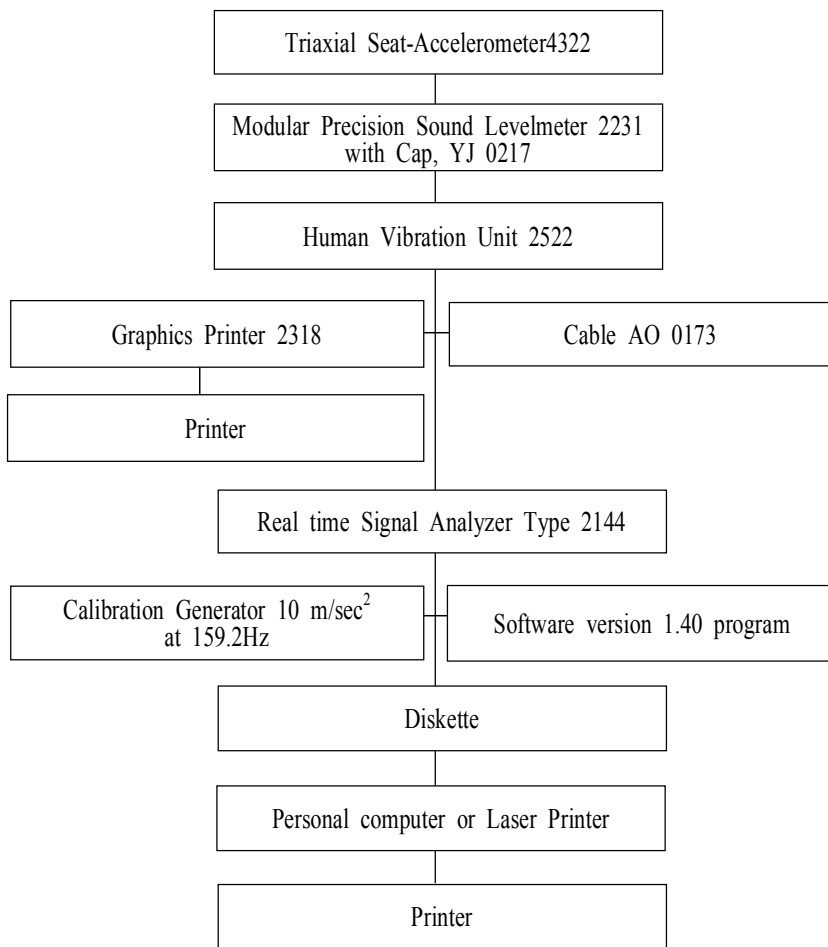 Triaxial Seat-Accelerometer4322
Modular Precision Sound Levelmeter 2231
with Cap, YJ 0217
Human Vibration Unit 2522
Graphics Printer 2318
Cable AO 0173
Printer
Real time Signal Analyzer Type 2144
Calibration Generator 10 m/sec²
at 159.2Hz
Software version 1.40 program
Diskette
Personal computer or Laser Printer
Printer